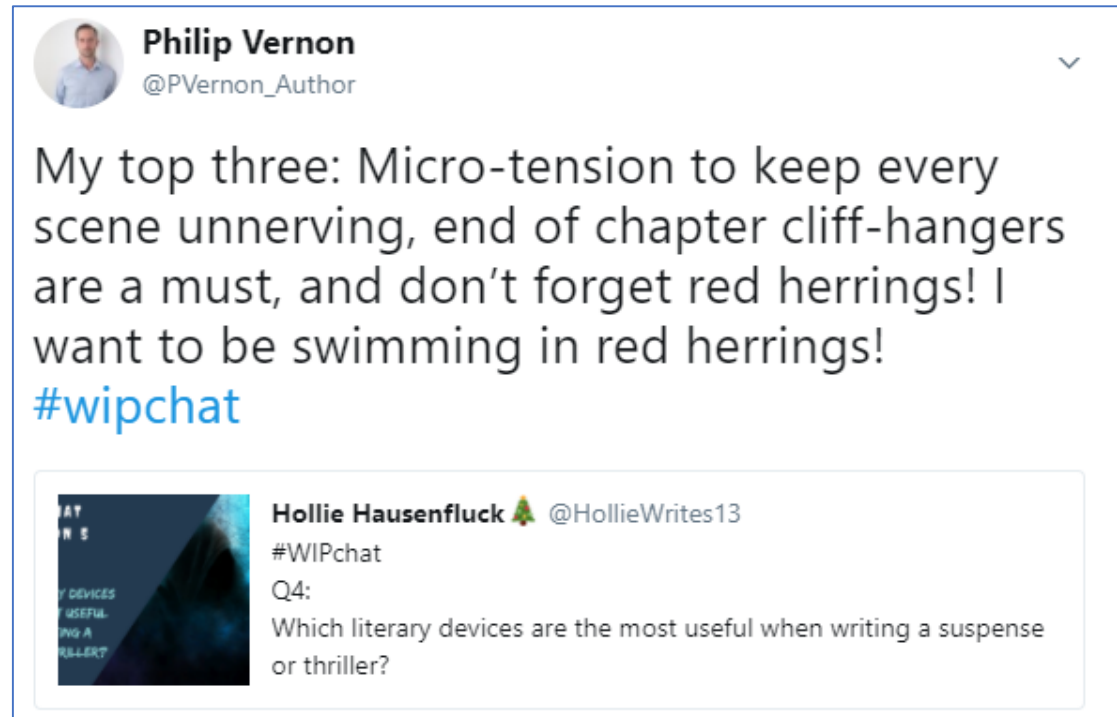 Philip Vernon
@PVernon_Author
My top three: Micro-tension to keep every
scene unnerving, end of chapter cliff-hangers
are a must, and don’t forget red herrings! I
want to be swimming in red herrings!
#wipchat
Hollie Hausenfluck🎄 @HollieWrites13
#WIPchat
Q4:
Which literary devices are the most useful when writing a suspense
or thriller?
DEVICES
USEFUL
A